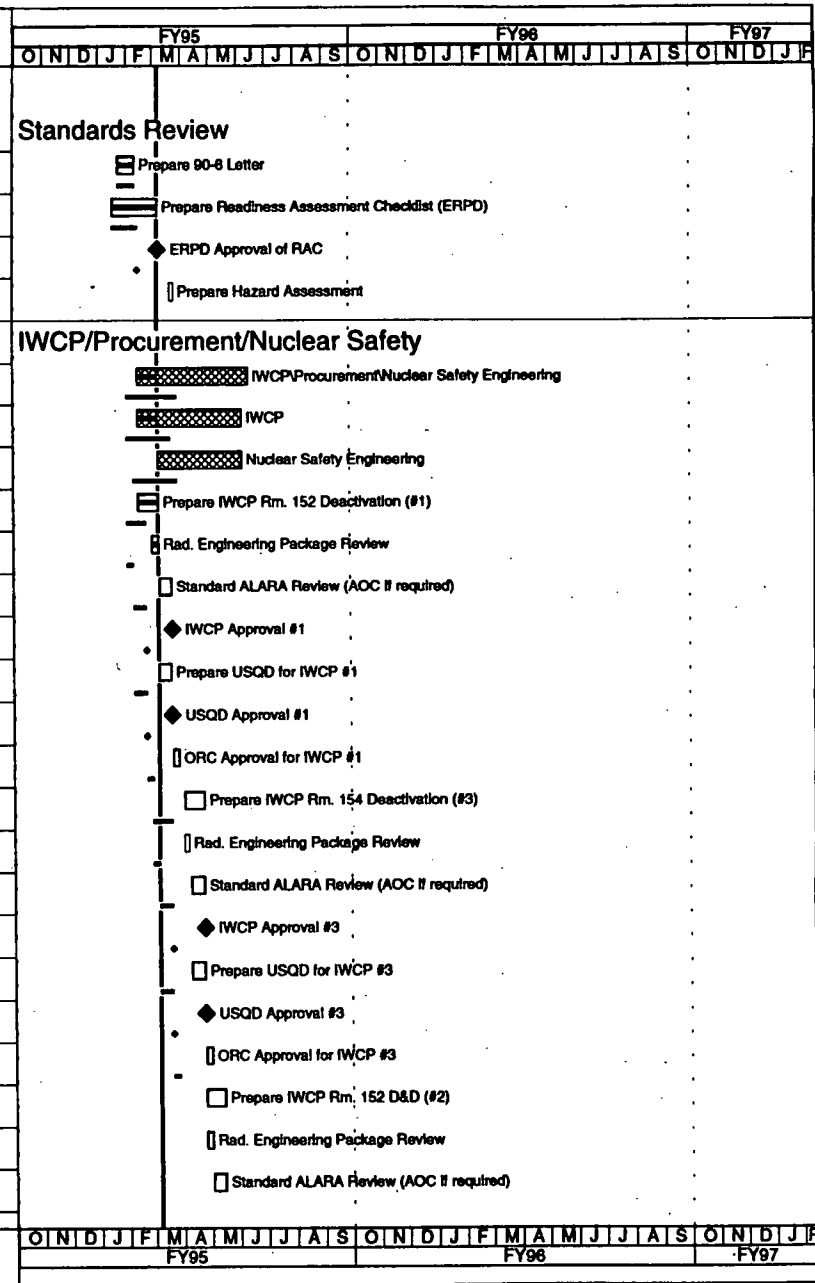 FY95 FY96 FY97
O N D J F M A M J J A S O N D J F M A M J J A S O N D J F
Standards Review
Prepare 90-6 Letter
Prepare Readiness Assessment Checklist (ERPD)
ERPD Approval of RAC
Prepare Hazard Assessment
IWCP/Procurement/Nuclear Safety
IWCP\Procurement\Nuclear Safety Engineering
IWCP
Nuclear Safety Engineering
Prepare IWCP Rm. 152 Deactivation (#1)
Rad. Engineering Package Review
Standard ALARA Review (AOC if required)
IWCP Approval #1
Prepare USQD for IWCP #1
USQD Approval #1
ORC Approval for IWCP #1
Prepare IWCP Rm. 154 Deactivation (#3)
Rad. Engineering Package Review
Standard ALARA Review (AOC if required)
IWCP Approval #3
Prepare USQD for IWCP #3
USQD Approval #3
ORC Approval for IWCP #3
Prepare IWCP Rm. 152 D&D (#2)
Rad. Engineering Package Review
Standard ALARA Review (AOC if required)
O N D J F M A M J J A S O N D J F M A M J J A S O N D J F
FY95 FY96 FY97